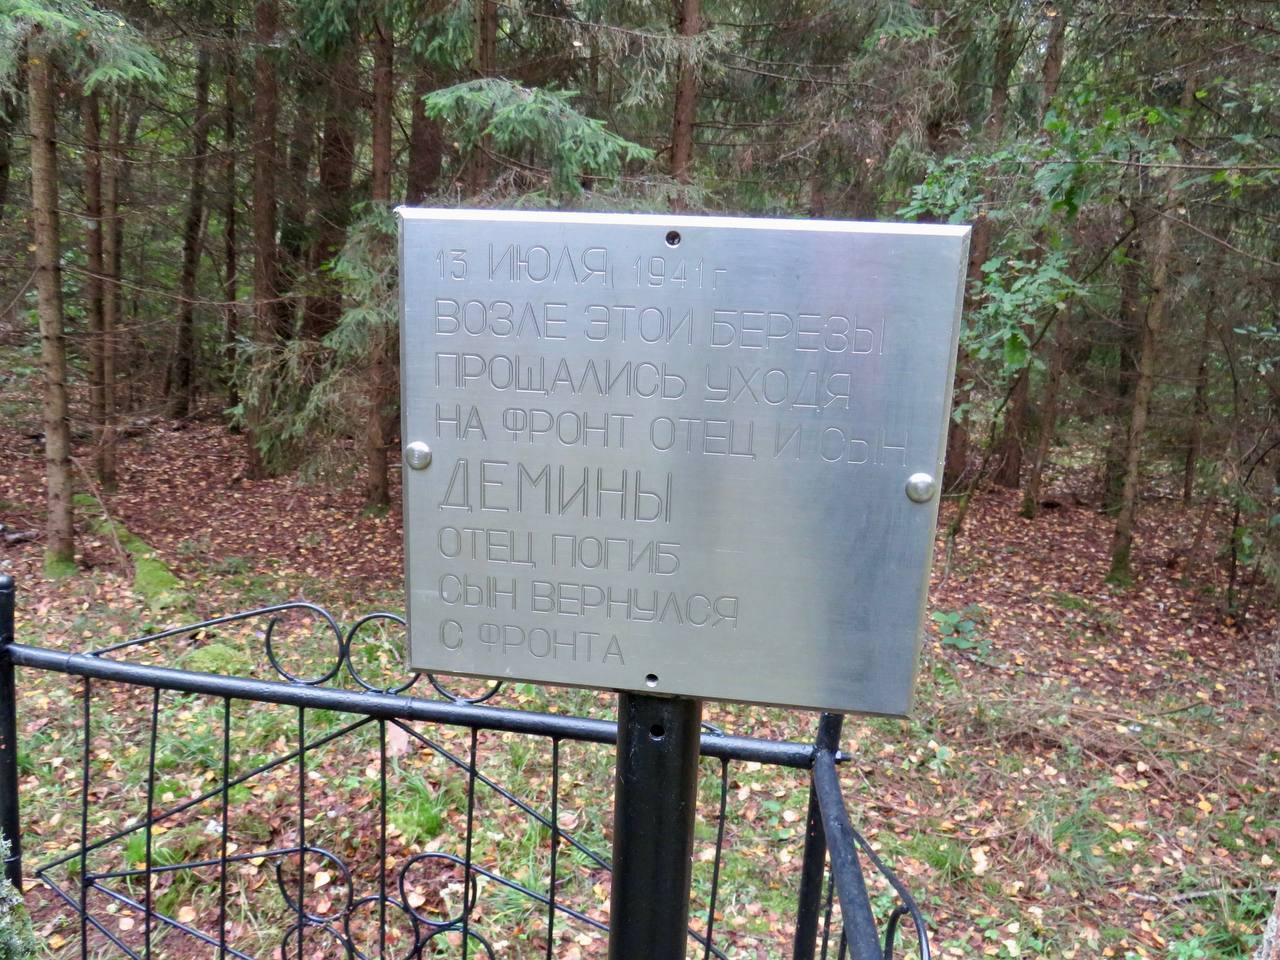 13 ИЮЛЯ 1941г
ВОЗЛЕ ЭТОЙ БЕРЕЗЫ
ПРОЩАЛИСЬ УХОДЯ
НА ФРОНТ ОТЕЦ И СЫН
ДЕМИНЫ
ОТЕЦ ПОГИБ
СЫН ВЕРНУЛСЯ
С ФРОНТА